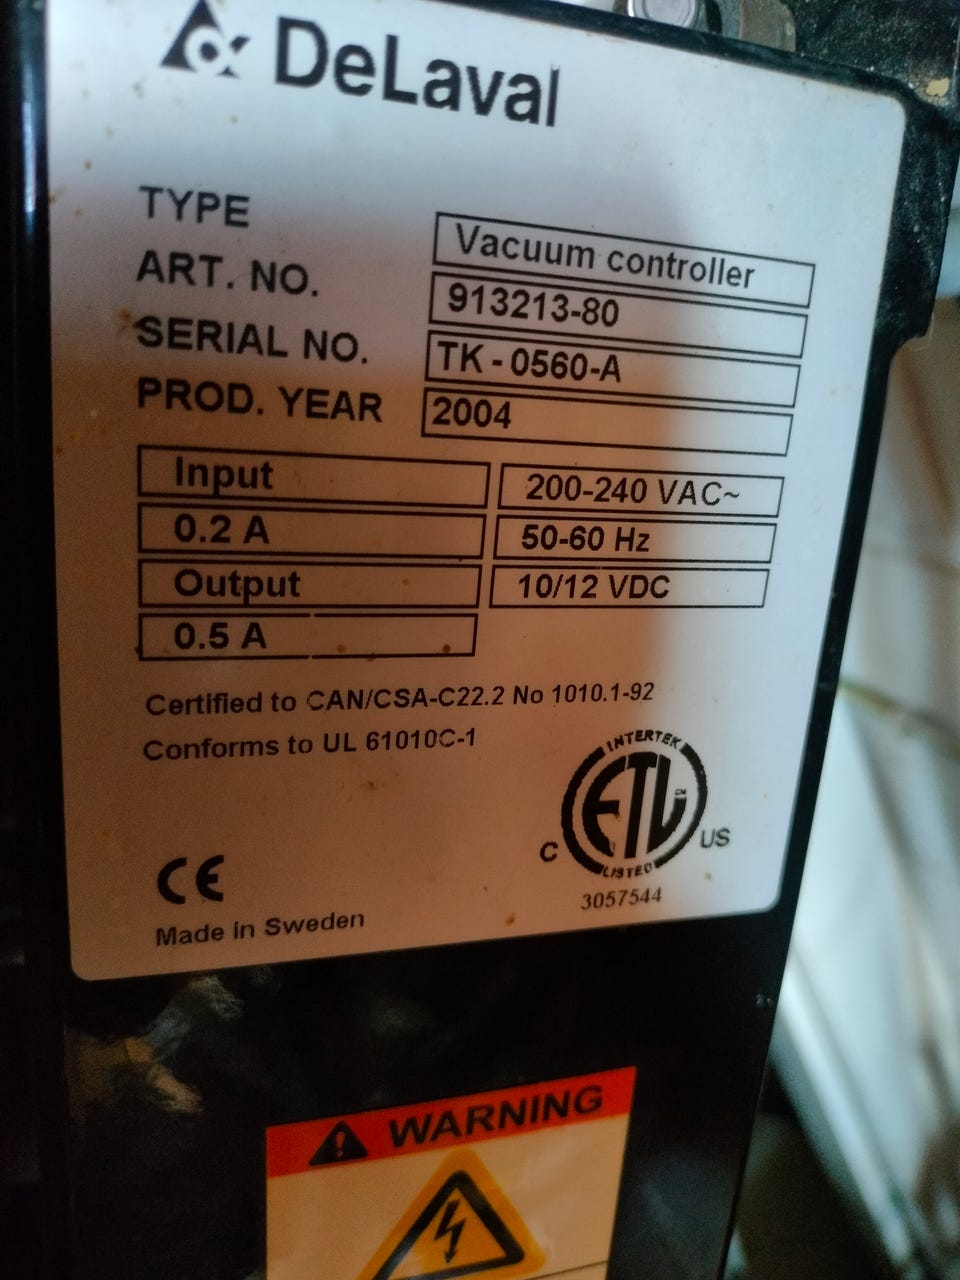 DeLaval
TYPE Vacuum controller
ART. NO. 913213-80
SERIAL NO. TK - 0560-A
PROD. YEAR 2004
Input 200-240 VAC~
0.2 A 50-60 Hz
Output 10/12 VDC
0.5 A
Certified to CAN/CSA-C22.2 No 1010.1-92
Conforms to UL 61010C-1
INTERTEK
ETL CM
C US
LISTED
3057544
CE
Made in Sweden
WARNING